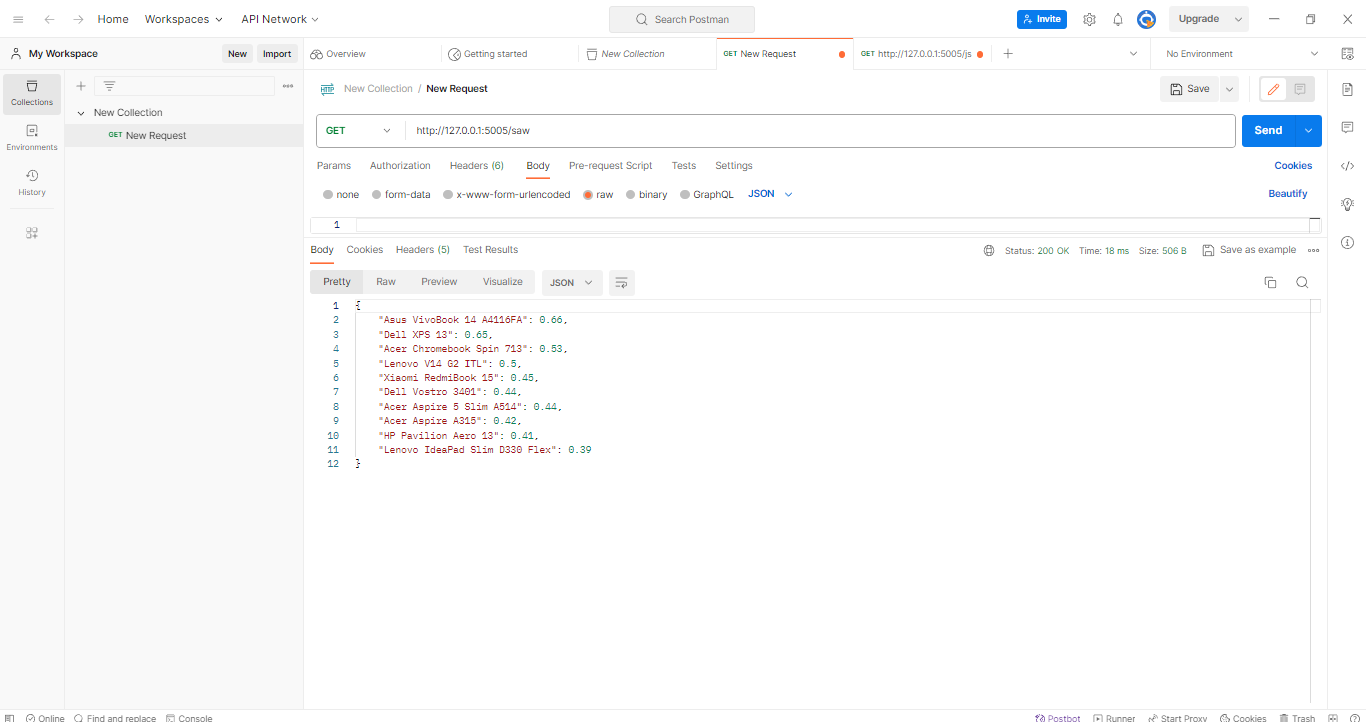 Home Workspaces API Network Search Postman Invite Upgrade
My Workspace New Import Overview Getting started New Collection GET New Request GET http://127.0.0.1:5005/js No Environment
Collections
Environments
History
New Collection
GET New Request
New Collection / New Request Save
GET http://127.0.0.1:5005/saw Send
Params Authorization Headers (6) Body Pre-request Script Tests Settings Cookies
none form-data x-www-form-urlencoded raw binary GraphQL JSON Beautify
1
Body Cookies Headers (5) Test Results Status: 200 OK Time: 18 ms Size: 506 B Save as example
Pretty Raw Preview Visualize JSON
1 {
2 "Asus VivoBook 14 A4116FA": 0.66,
3 "Dell XPS 13": 0.65,
4 "Acer Chromebook Spin 713": 0.53,
5 "Lenovo V14 G2 ITL": 0.5,
6 "Xiaomi RedmiBook 15": 0.45,
7 "Dell Vostro 3401": 0.44,
8 "Acer Aspire 5 Slim A514": 0.44,
9 "Acer Aspire A315": 0.42,
10 "HP Pavilion Aero 13": 0.41,
11 "Lenovo IdeaPad Slim D330 Flex": 0.39
12 }
Online Find and replace Console Postbot Runner Start Proxy Cookies Trash